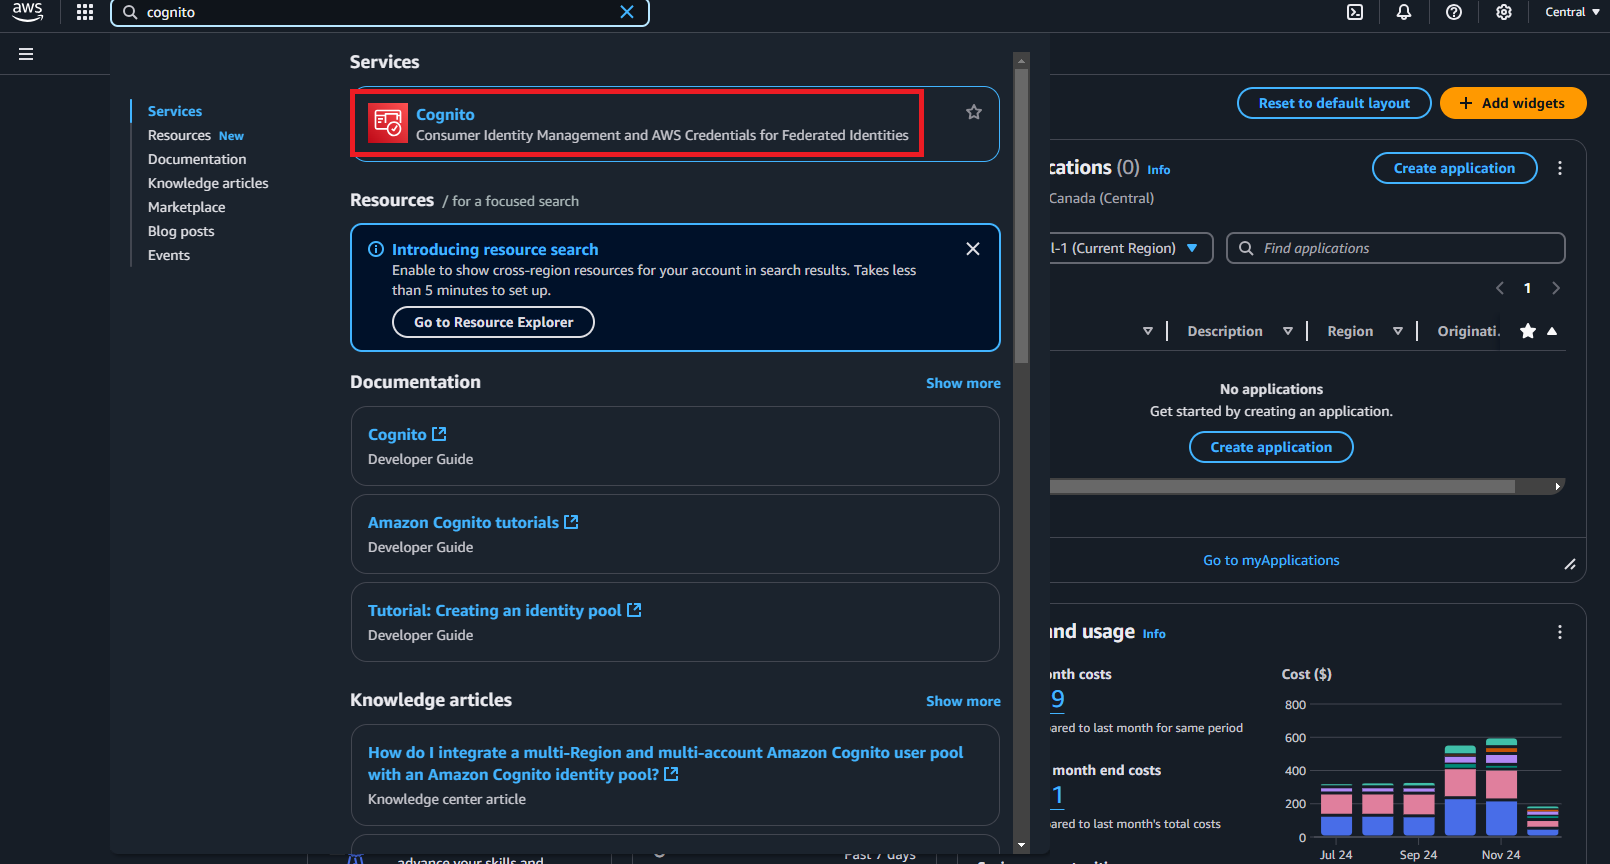 aws
cognito
Central
Services
Resources New
Documentation
Knowledge articles
Marketplace
Blog posts
Events
Services
Cognito
Consumer Identity Management and AWS Credentials for Federated Identities
Resources / for a focused search
Introducing resource search
Enable to show cross-region resources for your account in search results. Takes less
than 5 minutes to set up.
Go to Resource Explorer
Documentation
Show more
Cognito
Developer Guide
Amazon Cognito tutorials
Developer Guide
Tutorial: Creating an identity pool
Developer Guide
Knowledge articles
Show more
How do I integrate a multi-Region and multi-account Amazon Cognito user pool
with an Amazon Cognito identity pool?
Knowledge center article
Reset to default layout
+ Add widgets
cations (0) Info
Create application
Canada (Central)
l-1 (Current Region)
Find applications
1
Description
Region
Originati
No applications
Get started by creating an application.
Create application
Go to myApplications
and usage Info
onth costs
9
ared to last month for same period
month end costs
1
ared to last month's total costs
Cost ($)
800
600
400
200
0
Jul 24
Sep 24
Nov 24
advance your skills and
Past 7 days